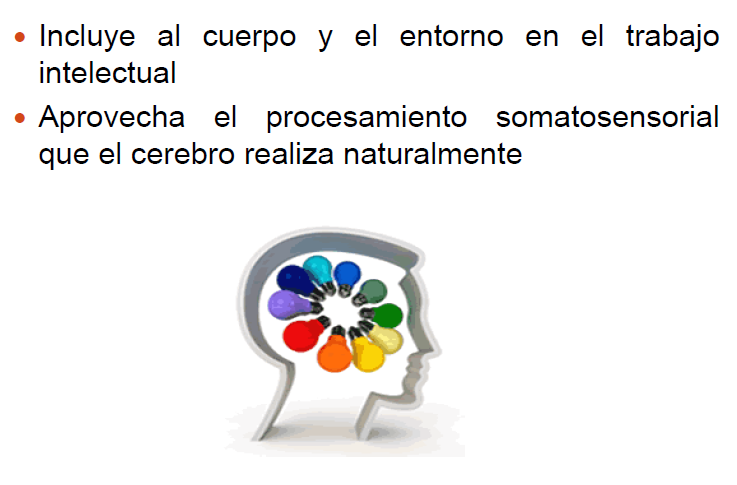 • Incluye al cuerpo y el entorno en el trabajo
intelectual
• Aprovecha el procesamiento somatosensorial
que el cerebro realiza naturalmente